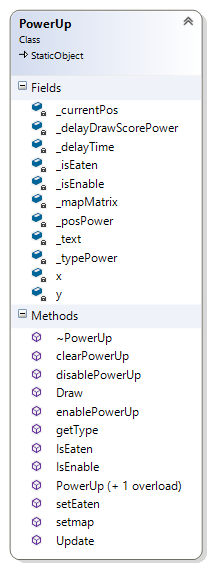 PowerUp
Class
StaticObject
Fields
_currentPos
_delayDrawScorePower
_delayTime
_isEaten
_isEnable
_mapMatrix
_posPower
_text
_typePower
x
y
Methods
~PowerUp
clearPowerUp
disablePowerUp
Draw
enablePowerUp
getType
IsEaten
IsEnable
PowerUp (+ 1 overload)
setEaten
setmap
Update